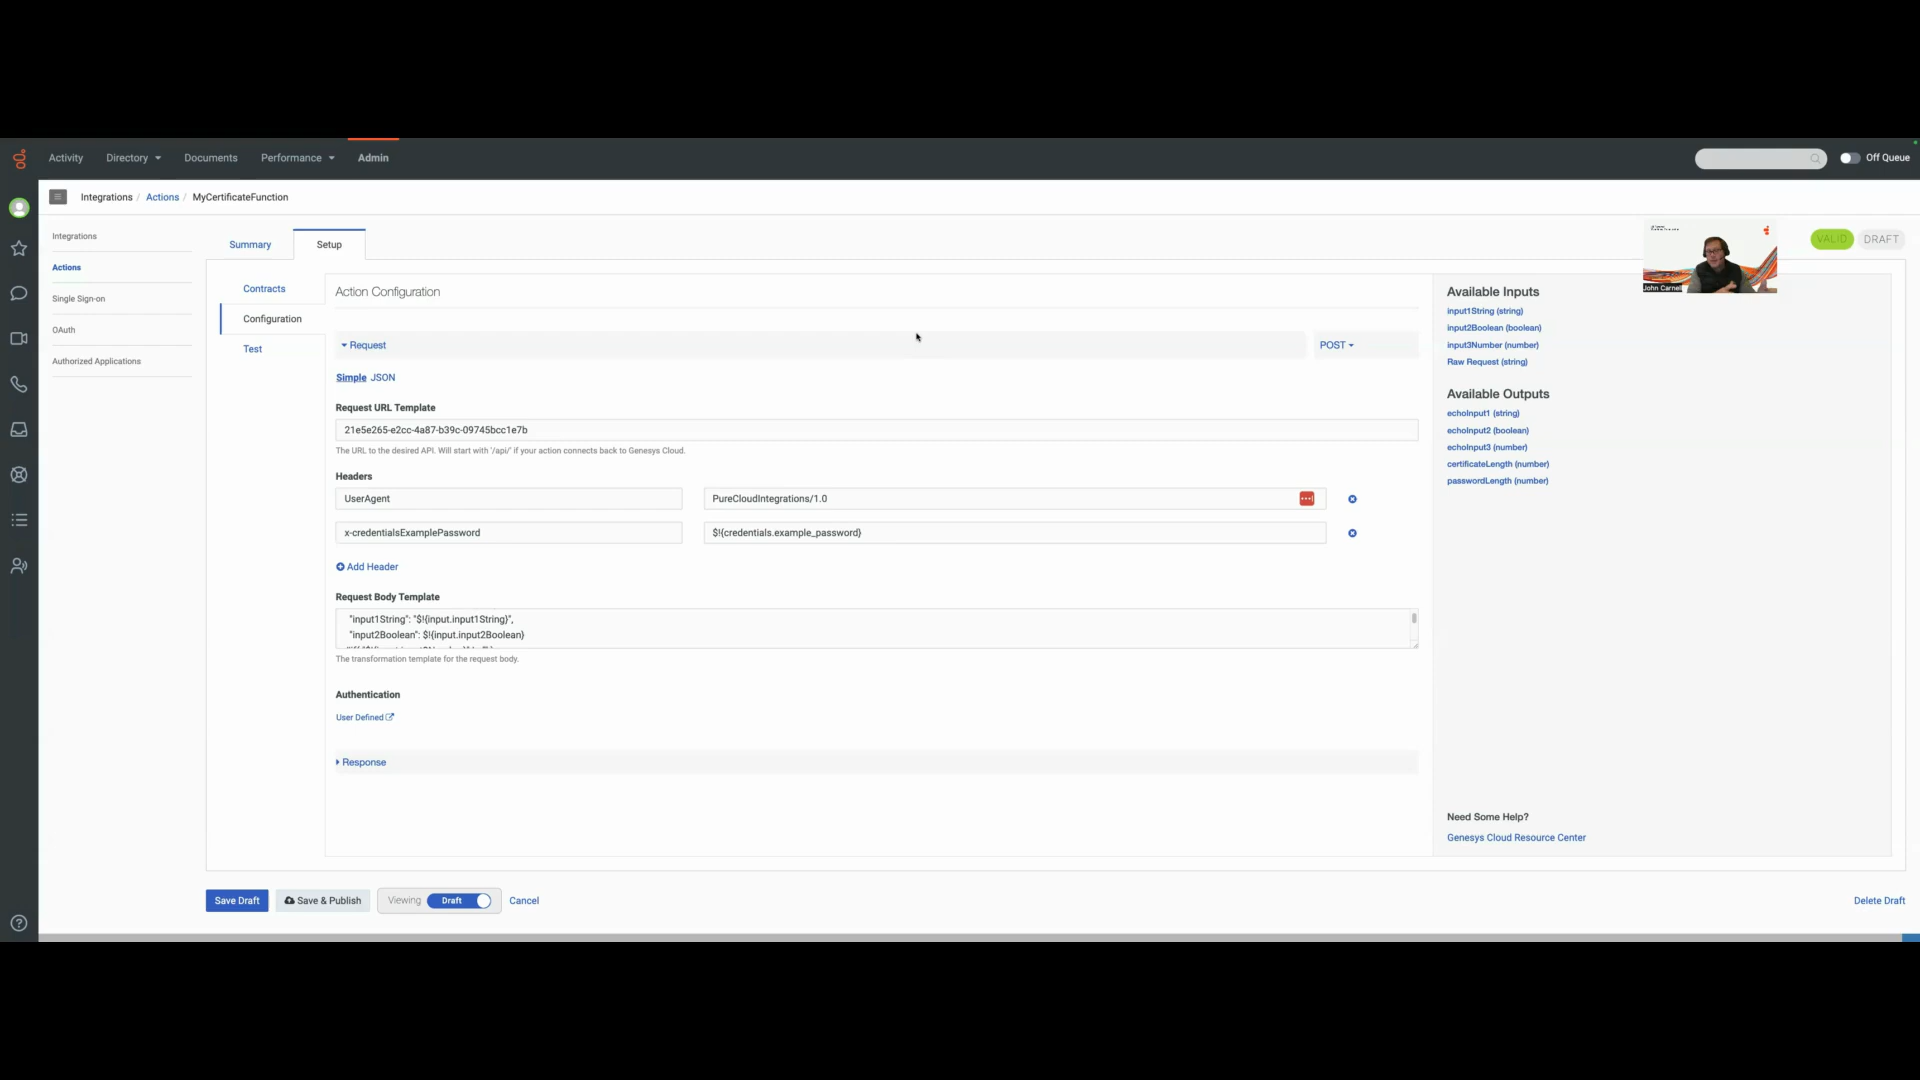 Activity
Directory
Documents
Performance
Admin
Off Queue
Integrations / Actions / MyCertificateFunction
Integrations
Actions
Single Sign-on
OAuth
Authorized Applications
Summary
Setup
VALID
DRAFT
John Carnell
Contracts
Configuration
Test
Action Configuration
Request
POST
Simple JSON
Request URL Template
21e5e265-e2cc-4a87-b39c-09745bcc1e7b
The URL to the desired API. Will start with '/api/' if your action connects back to Genesys Cloud.
Headers
UserAgent
PureCloudIntegrations/1.0
x-credentialsExamplePassword
$!{credentials.example_password}
Add Header
Request Body Template
"input1String": "$!{input.input1String}",
"input2Boolean": $!{input.input2Boolean}
The transformation template for the request body.
Authentication
User Defined
Response
Available Inputs
input1String (string)
input2Boolean (boolean)
input3Number (number)
Raw Request (string)
Available Outputs
echoInput1 (string)
echoInput2 (boolean)
echoInput3 (number)
certificateLength (number)
passwordLength (number)
Need Some Help?
Genesys Cloud Resource Center
Save Draft
Save & Publish
Viewing
Draft
Cancel
Delete Draft